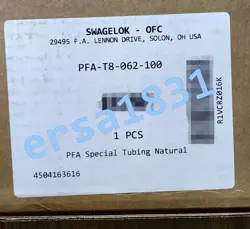 SWAGELOK - OFC
29495 F.A. LENNON DRIVE, SOLON, OH USA
PFA-T8-062-100
1 PCS
PFA Special Tubing Natural
4504163616
R1VCRZ016K
ersa1831